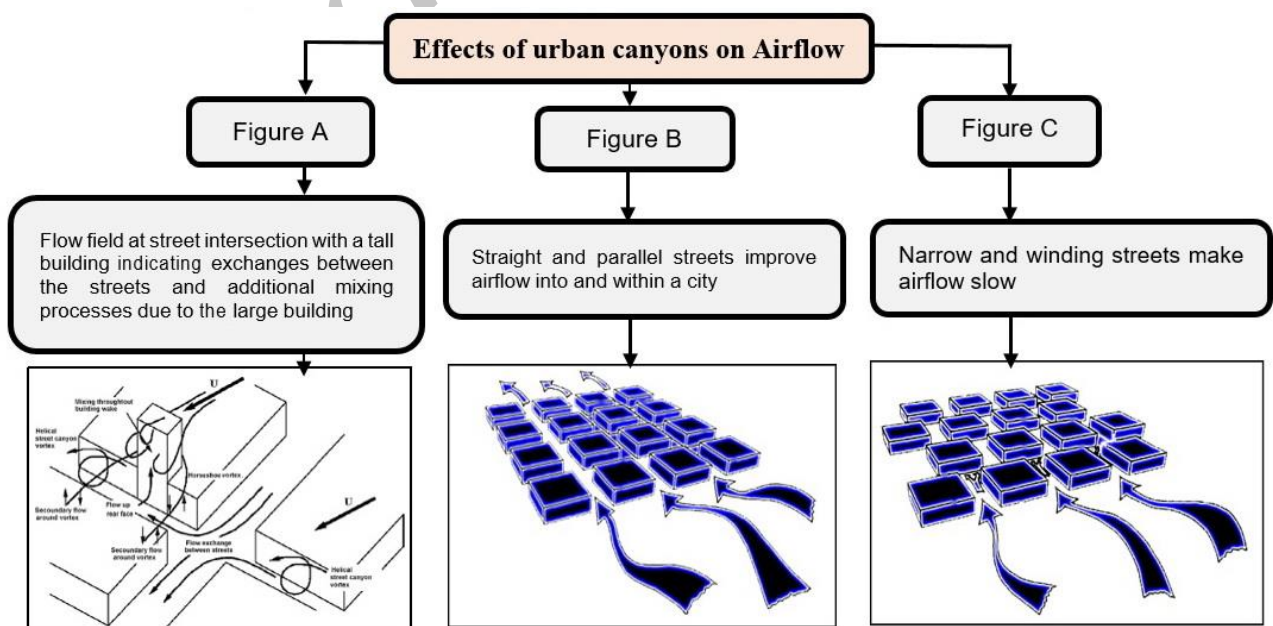 Effects of urban canyons on Airflow
Figure A
Figure B
Figure C
Flow field at street intersection with a tall
building indicating exchanges between
the streets and additional mixing
processes due to the large building
Straight and parallel streets improve
airflow into and within a city
Narrow and winding streets make
airflow slow
U
Mixing throughout
building wake
Helical
street canyon
vortex
Horseshoe vortex
U
Secoundary flow
around vortex
Flow up
rear face
Secoundary flow
around vortex
Flow exchange
between streets
Helical
street canyon
vortex